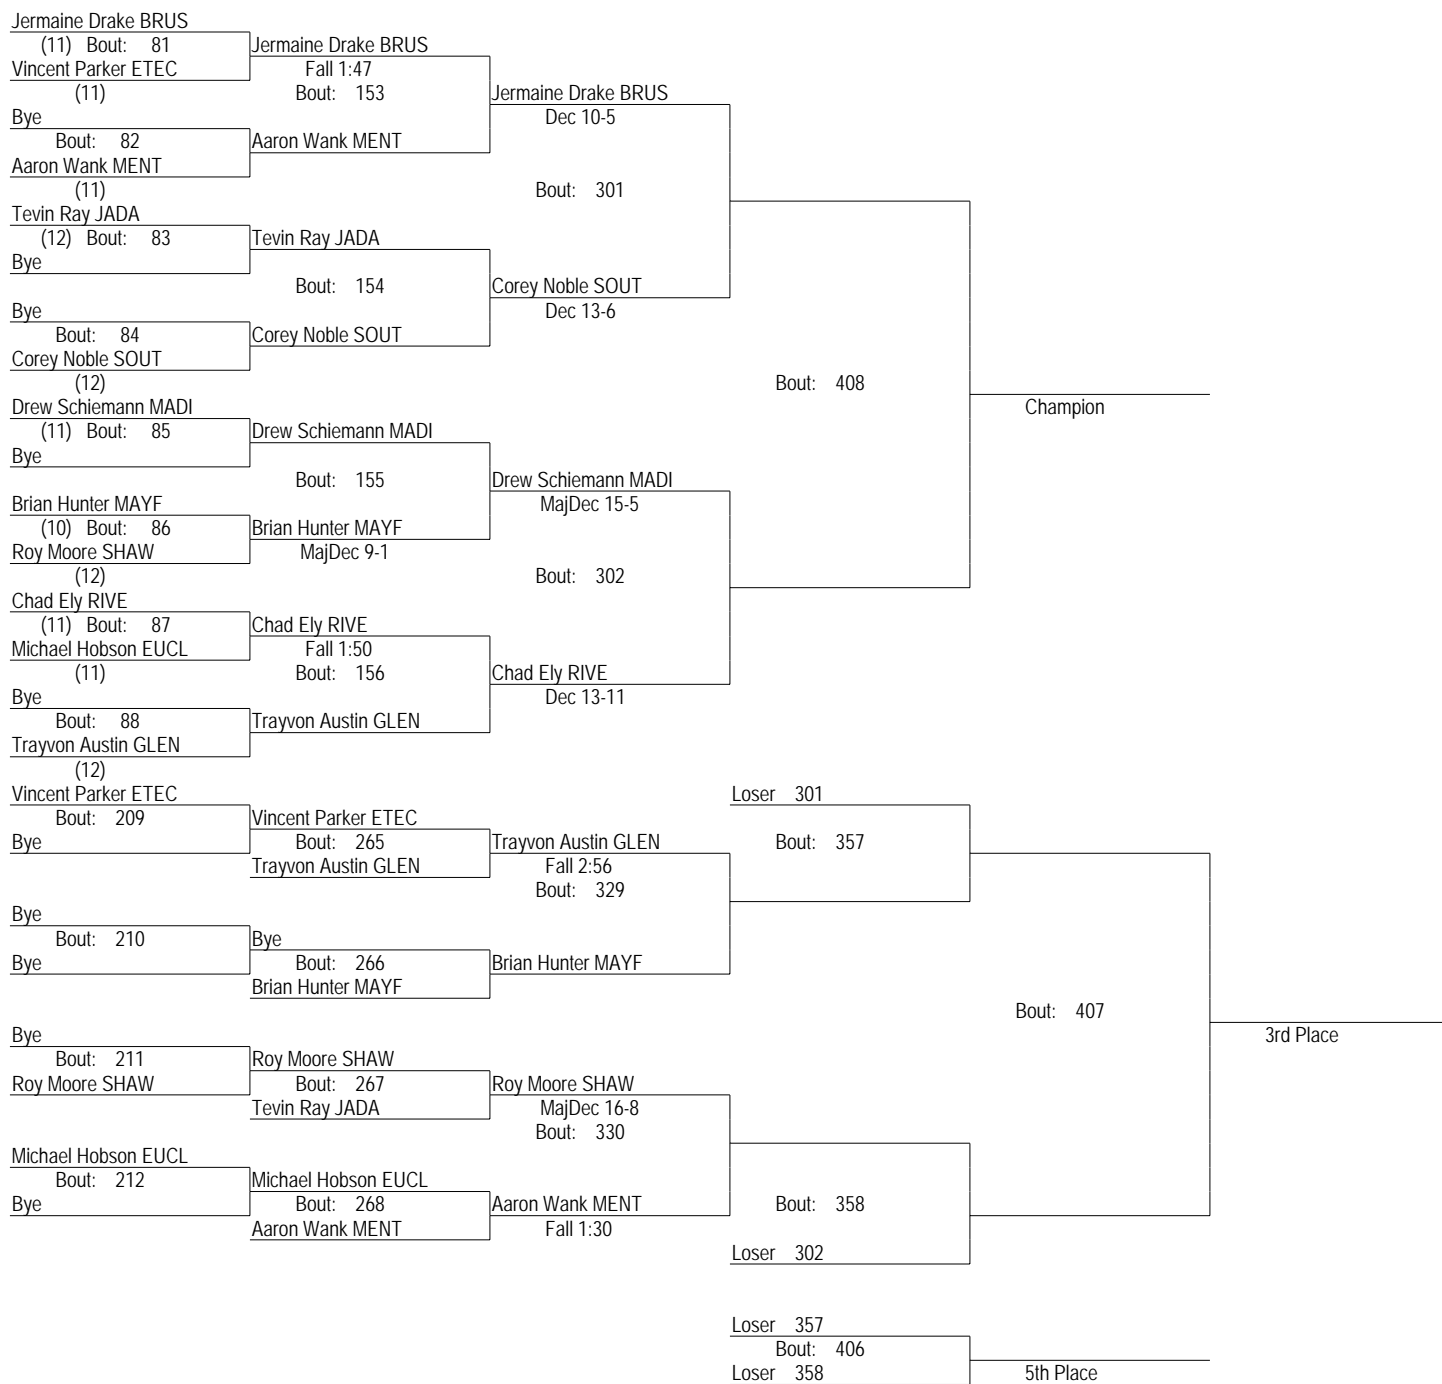 Jermaine Drake BRUS
(11) Bout: 81 Jermaine Drake BRUS
Vincent Parker ETEC Fall 1:47
(11) Bout: 153 Jermaine Drake BRUS
Bye Dec 10-5
Bout: 82 Aaron Wank MENT
Aaron Wank MENT
(11) Bout: 301
Tevin Ray JADA
(12) Bout: 83 Tevin Ray JADA
Bye
Bout: 154 Corey Noble SOUT
Bye Dec 13-6
Bout: 84 Corey Noble SOUT
Corey Noble SOUT
(12) Bout: 408
Drew Schiemann MADI Champion
(11) Bout: 85 Drew Schiemann MADI
Bye
Bout: 155 Drew Schiemann MADI
Brian Hunter MAYF MajDec 15-5
(10) Bout: 86 Brian Hunter MAYF
Roy Moore SHAW MajDec 9-1
(12) Bout: 302
Chad Ely RIVE
(11) Bout: 87 Chad Ely RIVE
Michael Hobson EUCL Fall 1:50
(11) Bout: 156 Chad Ely RIVE
Bye Dec 13-11
Bout: 88 Trayvon Austin GLEN
Trayvon Austin GLEN
(12)
Vincent Parker ETEC Loser 301
Bout: 209 Vincent Parker ETEC
Bye Bout: 265 Trayvon Austin GLEN Bout: 357
Trayvon Austin GLEN Fall 2:56
Bout: 329
Bye
Bout: 210 Bye
Bye Bout: 266 Brian Hunter MAYF
Brian Hunter MAYF
Bout: 407
Bye 3rd Place
Bout: 211 Roy Moore SHAW
Roy Moore SHAW Bout: 267 Roy Moore SHAW
Tevin Ray JADA MajDec 16-8
Bout: 330
Michael Hobson EUCL
Bout: 212 Michael Hobson EUCL
Bye Bout: 268 Aaron Wank MENT Bout: 358
Aaron Wank MENT Fall 1:30
Loser 302
Loser 357
Bout: 406
Loser 358 5th Place